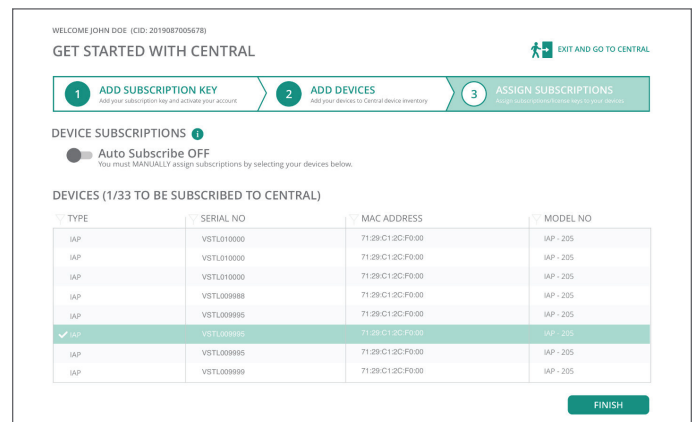 WELCOME JOHN DOE (CID: 2019087005678)
GET STARTED WITH CENTRAL
EXIT AND GO TO CENTRAL
1 ADD SUBSCRIPTION KEY
Add your subscription key and activate your account
2 ADD DEVICES
Add your devices to Central device inventory
3 ASSIGN SUBSCRIPTIONS
Assign subscriptions/license keys to your devices
DEVICE SUBSCRIPTIONS i
Auto Subscribe OFF
You must MANUALLY assign subscriptions by selecting your devices below.
DEVICES (1/33 TO BE SUBSCRIBED TO CENTRAL)
TYPE SERIAL NO MAC ADDRESS MODEL NO
IAP VSTL010000 71:29:C1:2C:F0:00 IAP - 205
IAP VSTL010000 71:29:C1:2C:F0:00 IAP - 205
IAP VSTL010000 71:29:C1:2C:F0:00 IAP - 205
IAP VSTL009988 71:29:C1:2C:F0:00 IAP - 205
IAP VSTL009995 71:29:C1:2C:F0:00 IAP - 205
IAP VSTL009995 71:29:C1:2C:F0:00 IAP - 205
IAP VSTL009995 71:29:C1:2C:F0:00 IAP - 205
IAP VSTL009999 71:29:C1:2C:F0:00 IAP - 205
FINISH